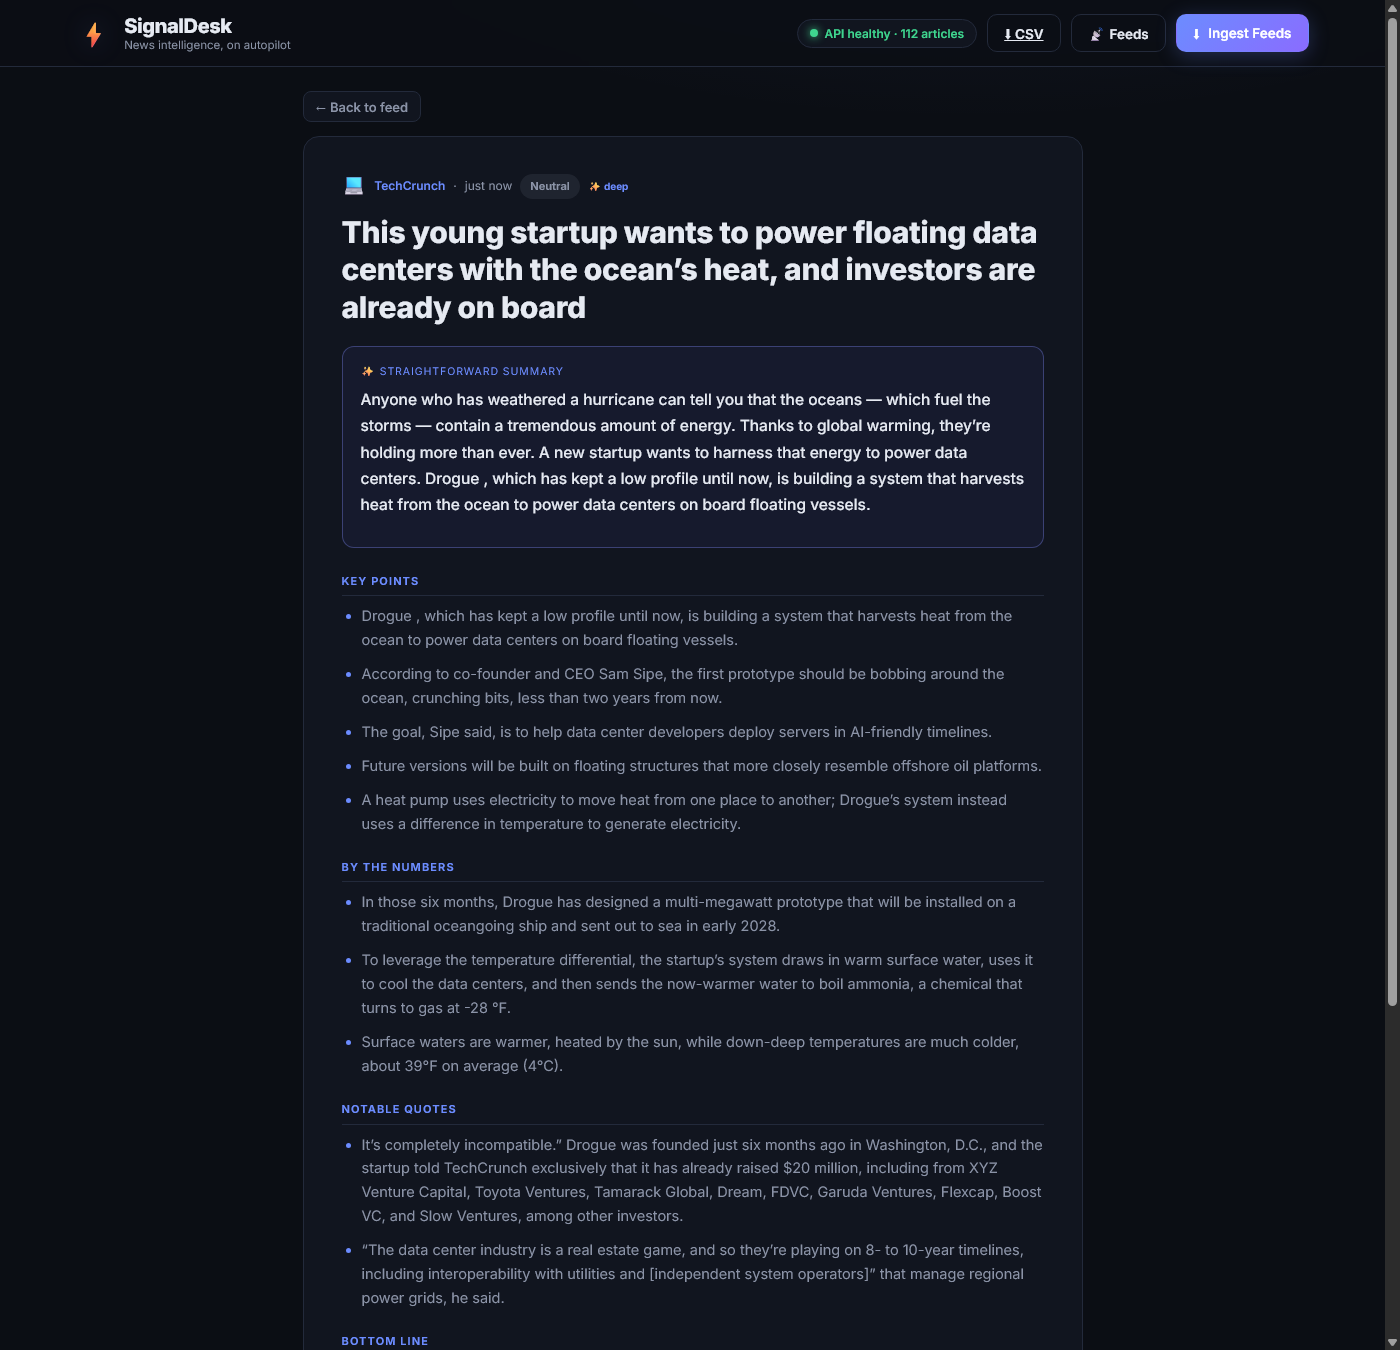 SignalDesk
News intelligence, on autopilot
API healthy · 112 articles
⬇ CSV
📡 Feeds
⬇ Ingest Feeds
← Back to feed
TechCrunch · just now Neutral ✨ deep
This young startup wants to power floating data
centers with the ocean’s heat, and investors are
already on board
✨ STRAIGHTFORWARD SUMMARY
Anyone who has weathered a hurricane can tell you that the oceans — which fuel the
storms — contain a tremendous amount of energy. Thanks to global warming, they’re
holding more than ever. A new startup wants to harness that energy to power data
centers. Drogue , which has kept a low profile until now, is building a system that harvests
heat from the ocean to power data centers on board floating vessels.
KEY POINTS
• Drogue , which has kept a low profile until now, is building a system that harvests heat from the
ocean to power data centers on board floating vessels.
• According to co-founder and CEO Sam Sipe, the first prototype should be bobbing around the
ocean, crunching bits, less than two years from now.
• The goal, Sipe said, is to help data center developers deploy servers in AI-friendly timelines.
• Future versions will be built on floating structures that more closely resemble offshore oil platforms.
• A heat pump uses electricity to move heat from one place to another; Drogue’s system instead
uses a difference in temperature to generate electricity.
BY THE NUMBERS
• In those six months, Drogue has designed a multi-megawatt prototype that will be installed on a
traditional oceangoing ship and sent out to sea in early 2028.
• To leverage the temperature differential, the startup’s system draws in warm surface water, uses it
to cool the data centers, and then sends the now-warmer water to boil ammonia, a chemical that
turns to gas at -28 °F.
• Surface waters are warmer, heated by the sun, while down-deep temperatures are much colder,
about 39°F on average (4°C).
NOTABLE QUOTES
• It’s completely incompatible.” Drogue was founded just six months ago in Washington, D.C., and the
startup told TechCrunch exclusively that it has already raised $20 million, including from XYZ
Venture Capital, Toyota Ventures, Tamarack Global, Dream, FDVC, Garuda Ventures, Flexcap, Boost
VC, and Slow Ventures, among other investors.
• “The data center industry is a real estate game, and so they’re playing on 8- to 10-year timelines,
including interoperability with utilities and [independent system operators]” that manage regional
power grids, he said.
BOTTOM LINE